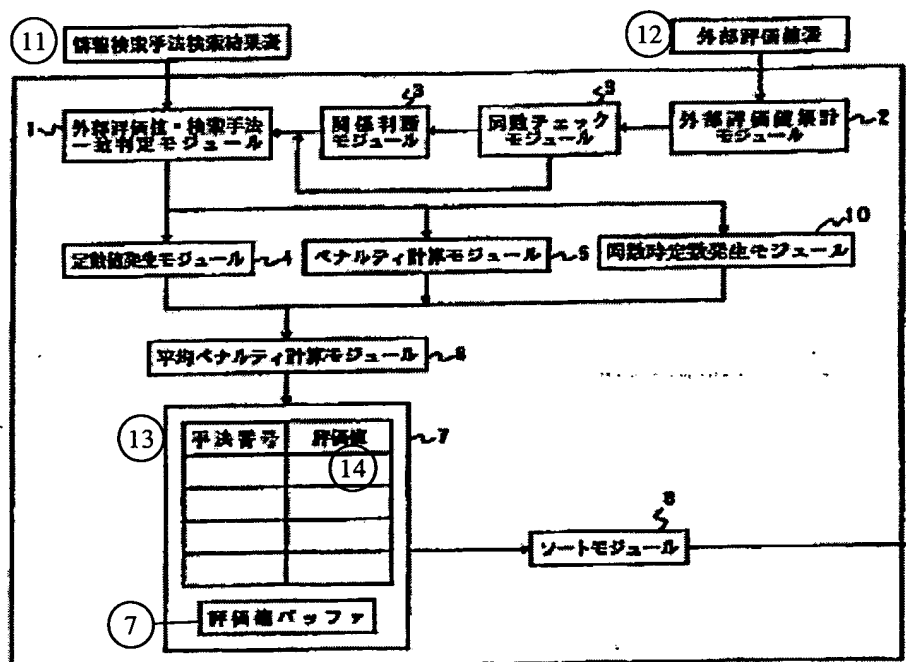 11
情報検索手法検索結果表
12
外部評価値表
1
外部評価値・検索手法
一致判定モジュール
3
関係判断
モジュール
9
同数チェック
モジュール
外部評価値集計
モジュール
2
定数値発生モジュール
4
ペナルティ計算モジュール
5
10
同数時定数発生モジュール
平均ペナルティ計算モジュール
6
13
手法番号
評価値
14
7
ソートモジュール
8
7
評価値バッファ